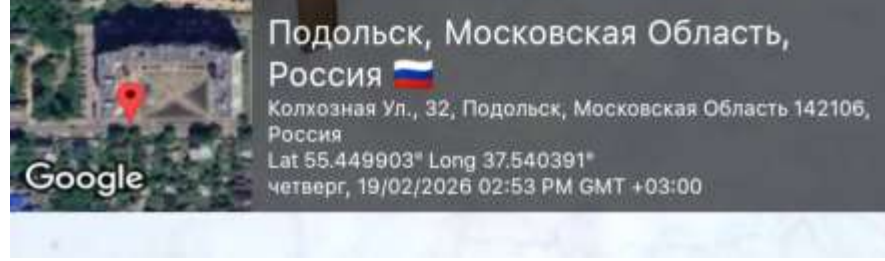 Подольск, Московская Область,
Россия 🇷🇺
Колхозная Ул., 32, Подольск, Московская Область 142106,
Россия
Lat 55.449903° Long 37.540391°
четверг, 19/02/2026 02:53 PM GMT +03:00
Google